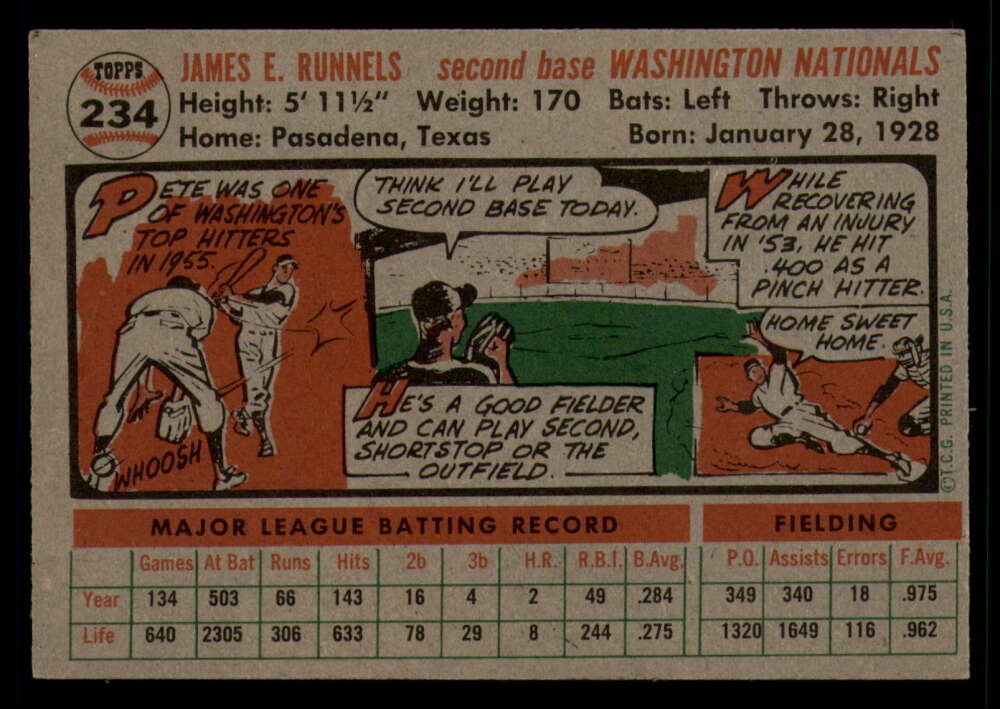 TOPPS
234
JAMES E. RUNNELS second base WASHINGTON NATIONALS
Height: 5' 11½" Weight: 170 Bats: Left Throws: Right
Home: Pasadena, Texas Born: January 28, 1928
PETE WAS ONE
OF WASHINGTON'S
TOP HITTERS
IN 1955.
WHOOSH
THINK I'LL PLAY
SECOND BASE TODAY.
HE'S A GOOD FIELDER
AND CAN PLAY SECOND,
SHORTSTOP OR THE
OUTFIELD.
WHILE
RECOVERING
FROM AN INJURY
IN '53, HE HIT
.400 AS A
PINCH HITTER.
HOME SWEET
HOME.
©T.C.G. PRINTED IN U.S.A.
MAJOR LEAGUE BATTING RECORD FIELDING
Games At Bat Runs Hits 2b 3b H.R. R.B.I. B.Avg. P.O. Assists Errors F.Avg.
Year 134 503 66 143 16 4 2 49 .284 349 340 18 .975
Life 640 2305 306 633 78 29 8 244 .275 1320 1649 116 .962